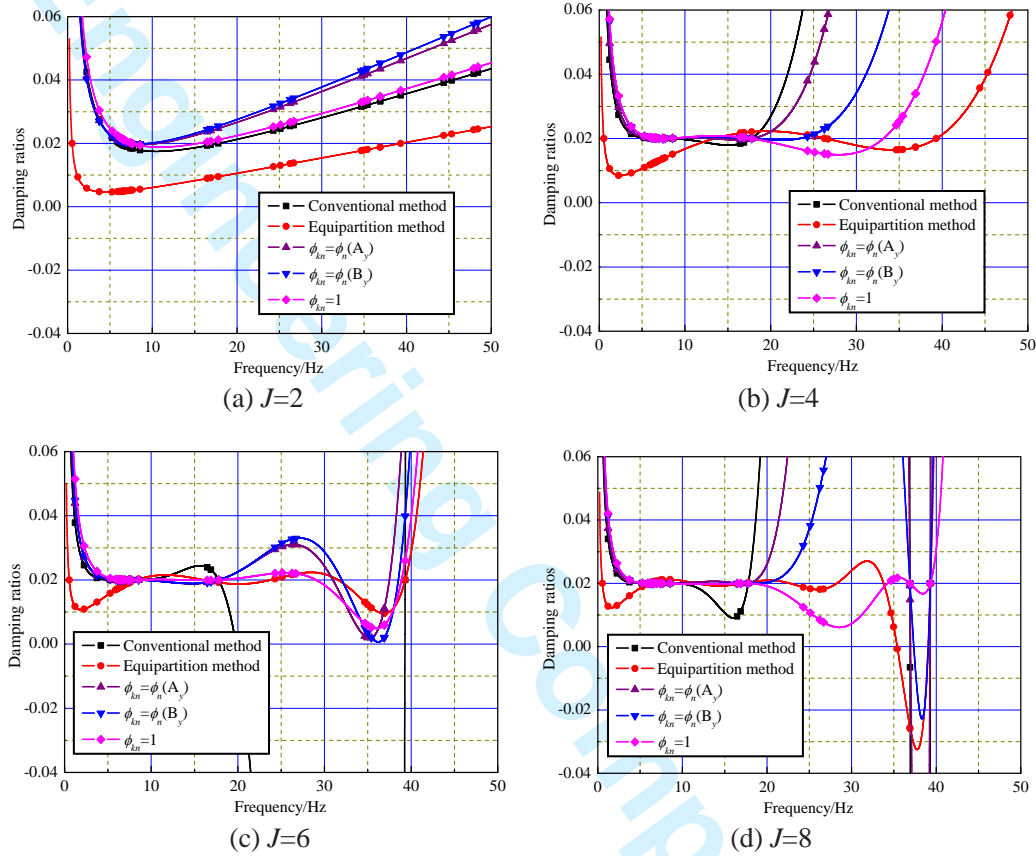 0.06
0.04
0.02
0.00
-0.02
-0.04
Damping ratios
Conventional method
Equipartition method
ϕkn=ϕn(Ay)
ϕkn=ϕn(By)
ϕkn=1
0 10 20 30 40 50
Frequency/Hz
(a) J=2
0.06
0.04
0.02
0.00
-0.02
-0.04
Damping ratios
Conventional method
Equipartition method
ϕkn=ϕn(Ay)
ϕkn=ϕn(By)
ϕkn=1
0 10 20 30 40 50
Frequency/Hz
(b) J=4
0.06
0.04
0.02
0.00
-0.02
-0.04
Damping ratios
Conventional method
Equipartition method
ϕkn=ϕn(Ay)
ϕkn=ϕn(By)
ϕkn=1
0 10 20 30 40 50
Frequency/Hz
(c) J=6
0.06
0.04
0.02
0.00
-0.02
-0.04
Damping ratios
Conventional method
Equipartition method
ϕkn=ϕn(Ay)
ϕkn=ϕn(By)
ϕkn=1
0 10 20 30 40 50
Frequency/Hz
(d) J=8